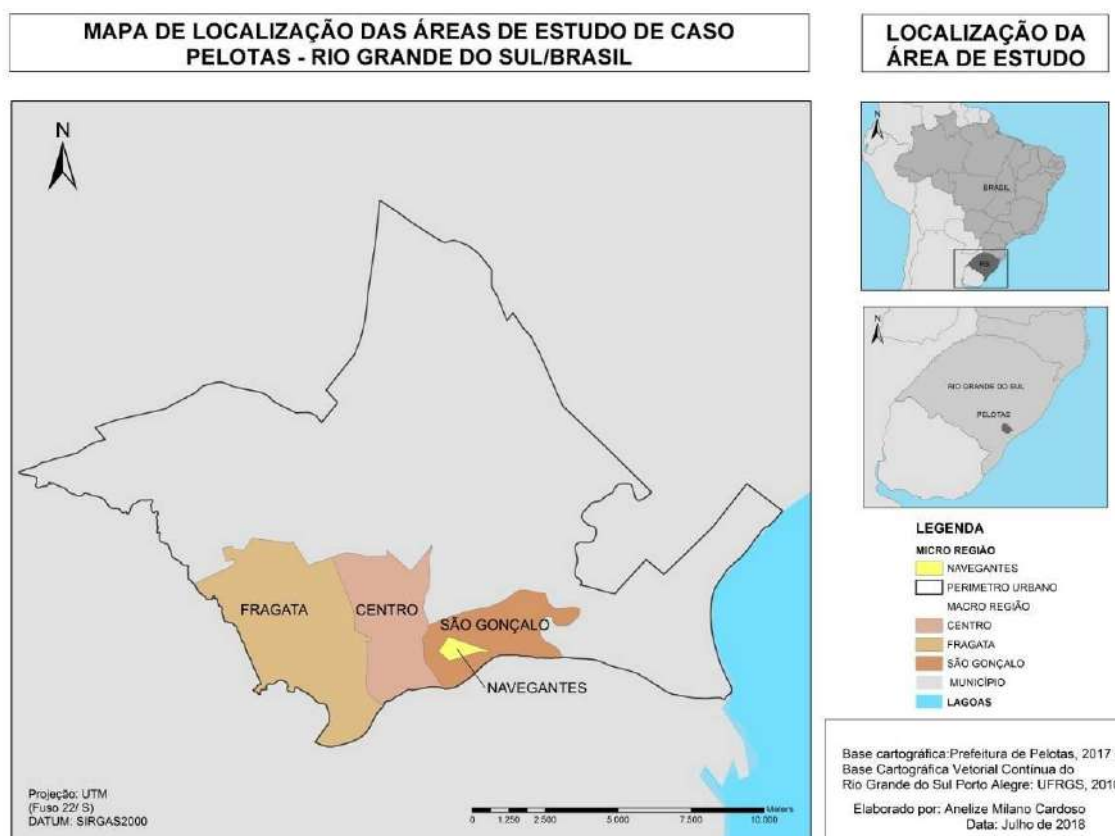 MAPA DE LOCALIZAÇÃO DAS ÁREAS DE ESTUDO DE CASO
PELOTAS - RIO GRANDE DO SUL/BRASIL
N
FRAGATA
CENTRO
SÃO GONÇALO
NAVEGANTES
Projeção: UTM
(Fuso 22/ S)
DATUM: SIRGAS2000
Meters
0 1.250 2.500 5.000 7.500 10.000
LOCALIZAÇÃO DA
ÁREA DE ESTUDO
N
BRASIL
RS
N
RIO GRANDE DO SUL
PELOTAS
LEGENDA
MICRO REGIÃO
NAVEGANTES
PERIMETRO URBANO
MACRO REGIÃO
CENTRO
FRAGATA
SÃO GONÇALO
MUNICÍPIO
LAGOAS
Base cartográfica:Prefeitura de Pelotas, 2017
Base Cartográfica Vetorial Contínua do
Rio Grande do Sul Porto Alegre: UFRGS,
Elaborado por: Anelize Milano Cardoso
Data: Julho de 2018